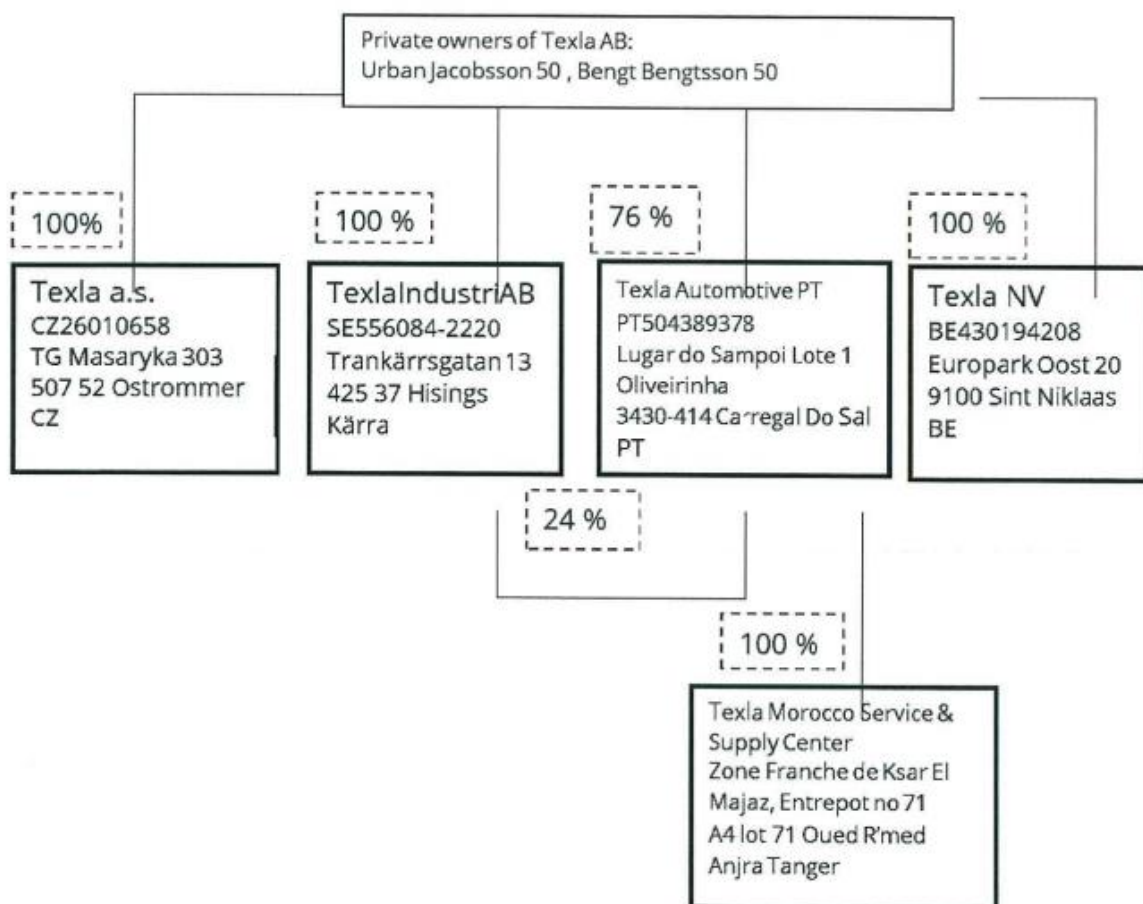 Private owners of Texla AB:
Urban Jacobsson 50 , Bengt Bengtsson 50
100%
100 %
76 %
100 %
Texla a.s.
CZ26010658
TG Masaryka 303
507 52 Ostrommer
CZ
TexlaIndustriAB
SE556084-2220
Trankärrsgatan 13
425 37 Hisings
Kärra
Texla Automotive PT
PT504389378
Lugar do Sampoi Lote 1
Oliveirinha
3430-414 Carregal Do Sal
PT
Texla NV
BE430194208
Europark Oost 20
9100 Sint Niklaas
BE
24 %
100 %
Texla Morocco Service &
Supply Center
Zone Franche de Ksar El
Majaz, Entrepot no 71
A4 lot 71 Oued R'med
Anjra Tanger